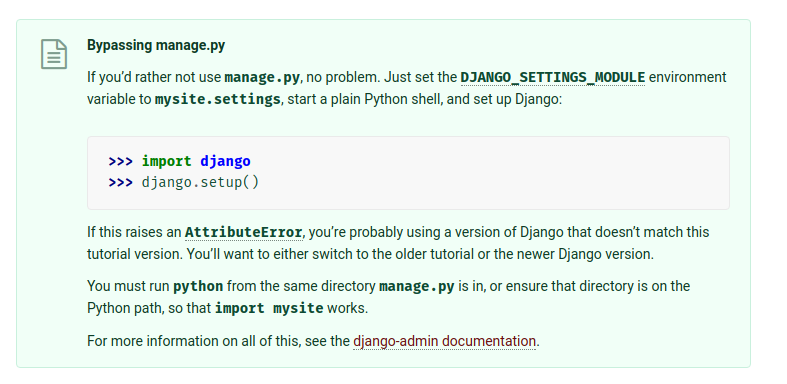 Bypassing manage.py
If you’d rather not use manage.py, no problem. Just set the DJANGO_SETTINGS_MODULE environment
variable to mysite.settings, start a plain Python shell, and set up Django:
>>> import django
>>> django.setup()
If this raises an AttributeError, you’re probably using a version of Django that doesn’t match this
tutorial version. You’ll want to either switch to the older tutorial or the newer Django version.
You must run python from the same directory manage.py is in, or ensure that directory is on the
Python path, so that import mysite works.
For more information on all of this, see the django-admin documentation.